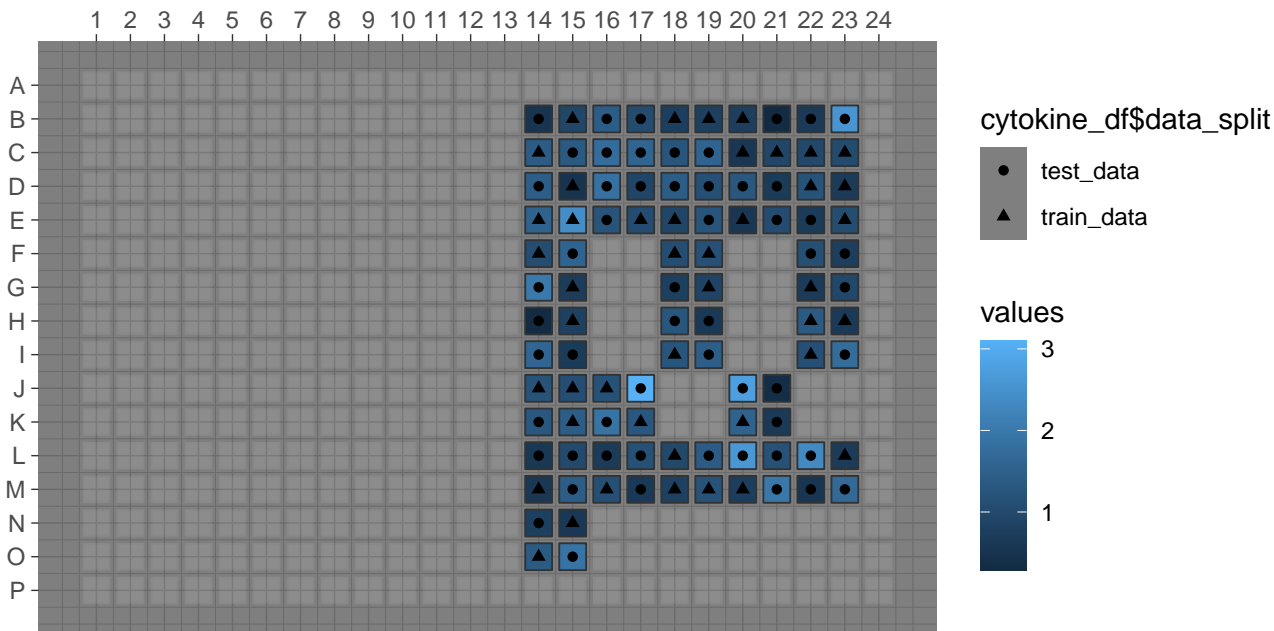 1 2 3 4 5 6 7 8 9 10 11 12 13 14 15 16 17 18 19 20 21 22 23 24
A
B
C
D
E
F
G
H
I
J
K
L
M
N
O
P
cytokine_df$data_split
test_data
train_data
values
3
2
1